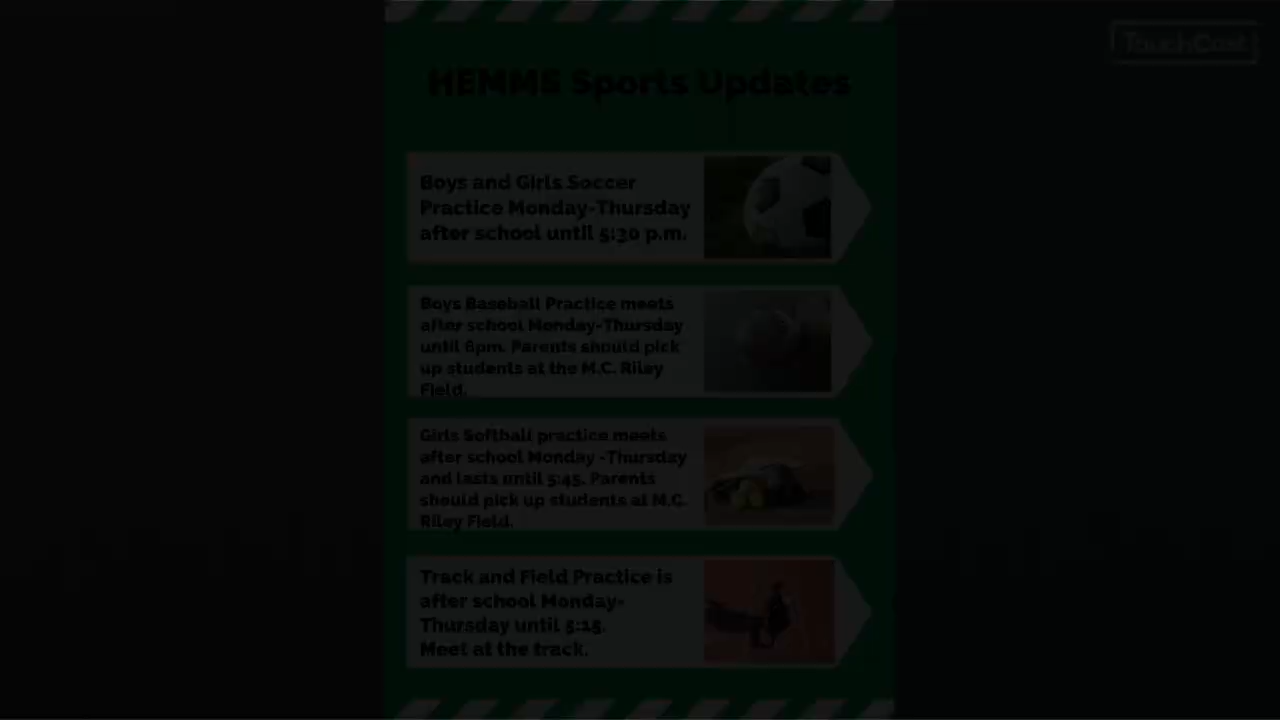 TouchCast
HEMMS Sports Updates
Boys and Girls Soccer
Practice Monday-Thursday
after school until 5:30 p.m.
Boys Baseball Practice meets
after school Monday-Thursday
until 6pm. Parents should pick
up students at the M.C. Riley
Field.
Girls Softball practice meets
after school Monday -Thursday
and lasts until 5:45. Parents
should pick up students at M.C.
Riley Field.
Track and Field Practice is
after school Monday-
Thursday until 5:15.
Meet at the track.